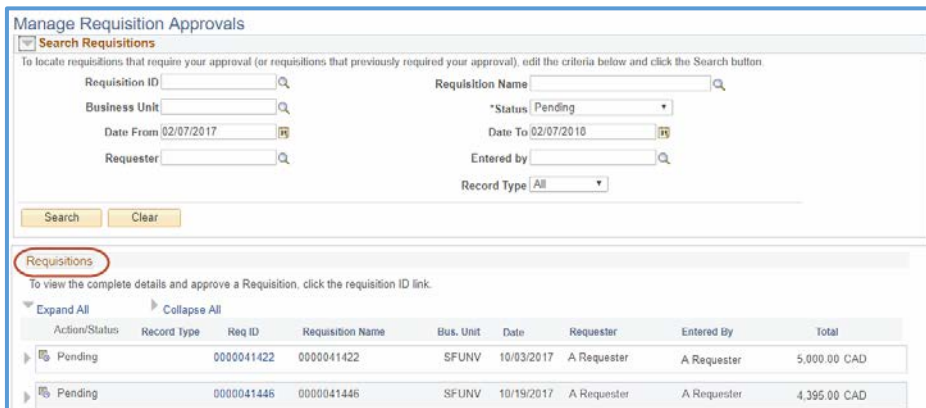 Manage Requisition Approvals
Search Requisitions
To locate requisitions that require your approval (or requisitions that previously required your approval), edit the criteria below and click the Search button.
Requisition ID Requisition Name
Business Unit *Status Pending
Date From 02/07/2017 Date To 02/07/2018
Requester Entered by
Record Type All
Search Clear
Requisitions
To view the complete details and approve a Requisition, click the requisition ID link.
Expand All Collapse All
Action/Status Record Type Req ID Requisition Name Bus. Unit Date Requester Entered By Total
Pending 0000041422 0000041422 SFUNV 10/03/2017 A Requester A Requester 5,000.00 CAD
Pending 0000041446 0000041446 SFUNV 10/19/2017 A Requester A Requester 4,395.00 CAD